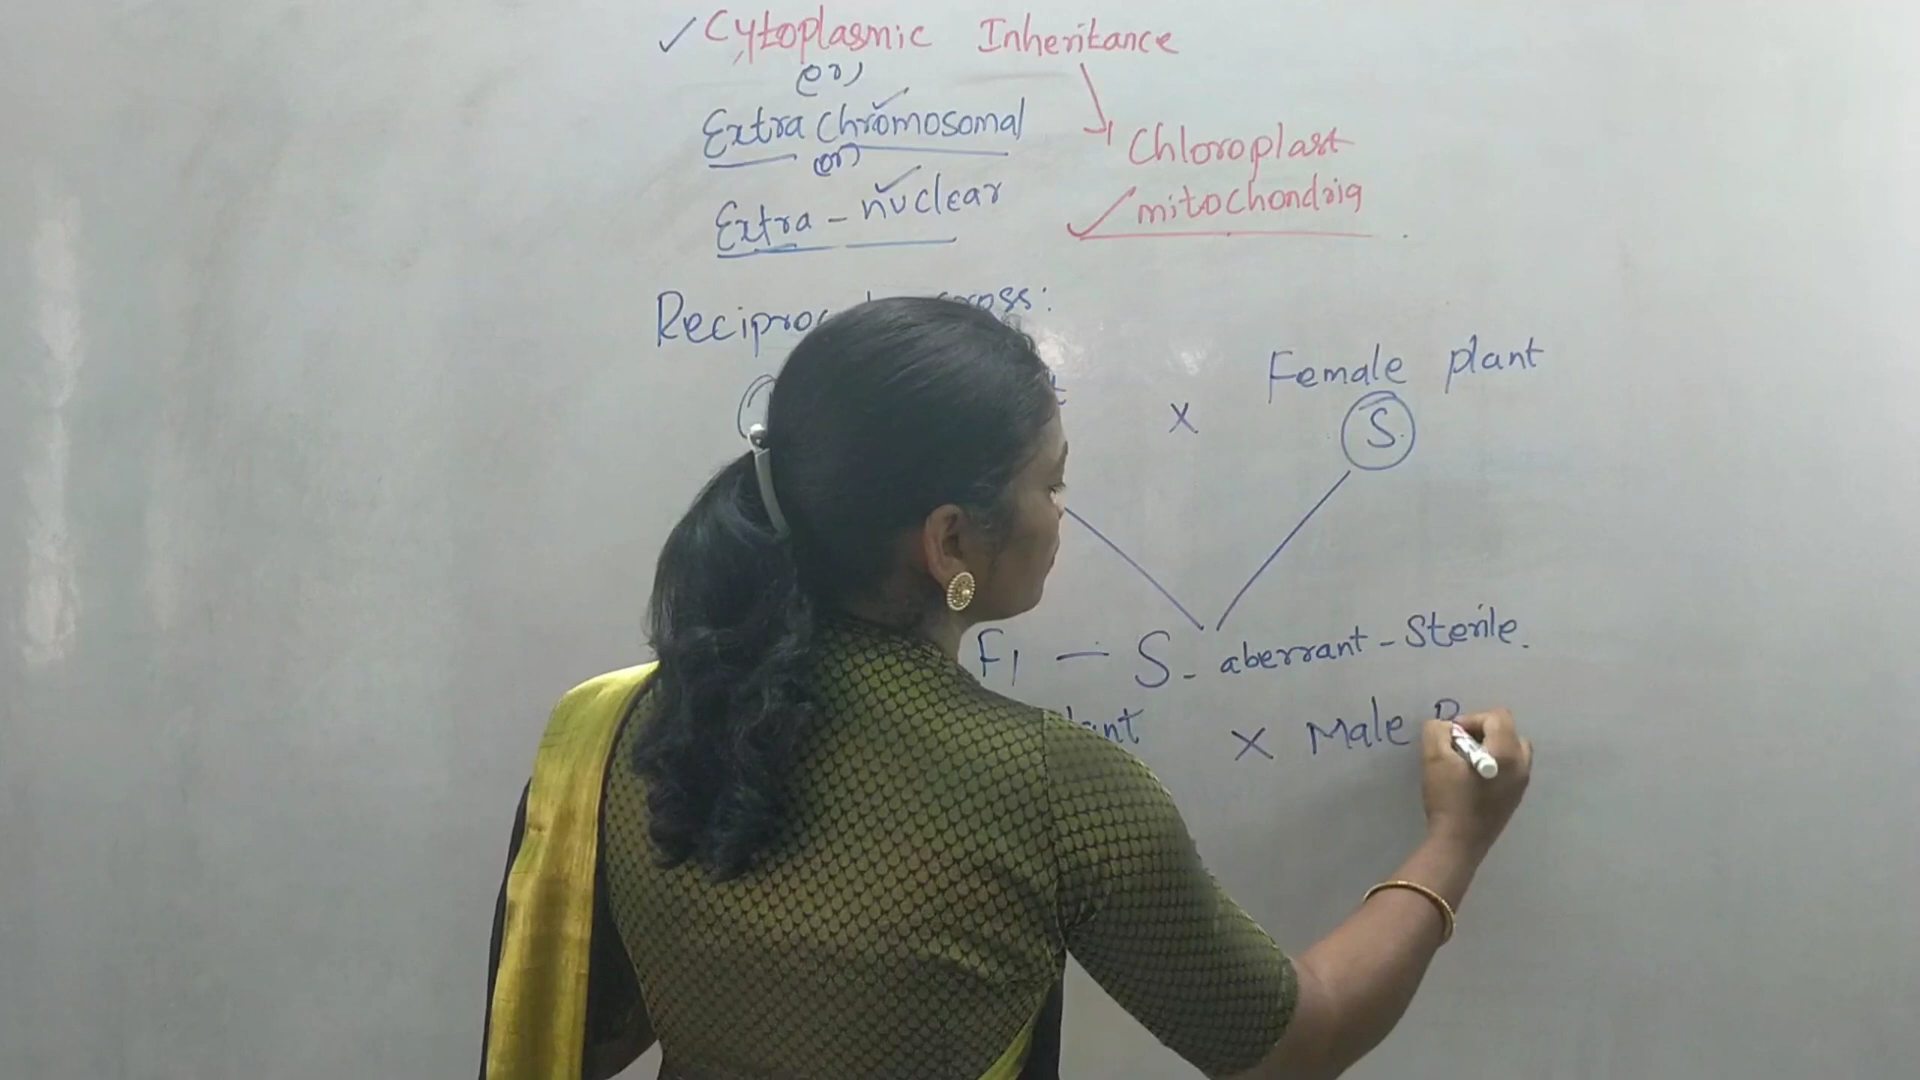 ✓ Cytoplasmic Inheritance
(or)
Extra chromosomal
(or)
Extra - nuclear
Chloroplast
✓ mitochondria
Female plant
X
S
F1 — S - aberrant - Sterile.
X Male